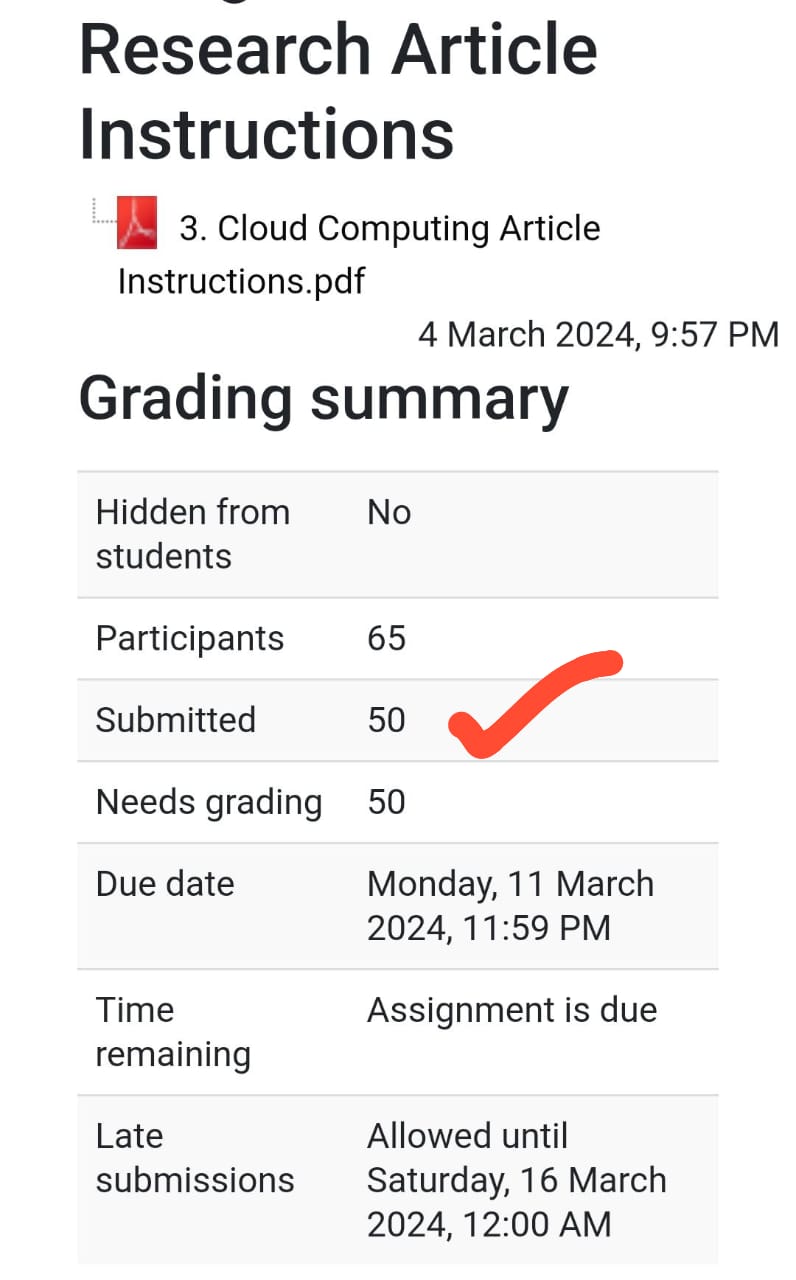 Research Article
Instructions
3. Cloud Computing Article
Instructions.pdf
4 March 2024, 9:57 PM
Grading summary
Hidden from students No
Participants 65
Submitted 50
Needs grading 50
Due date Monday, 11 March
2024, 11:59 PM
Time remaining Assignment is due
Late submissions Allowed until
Saturday, 16 March
2024, 12:00 AM